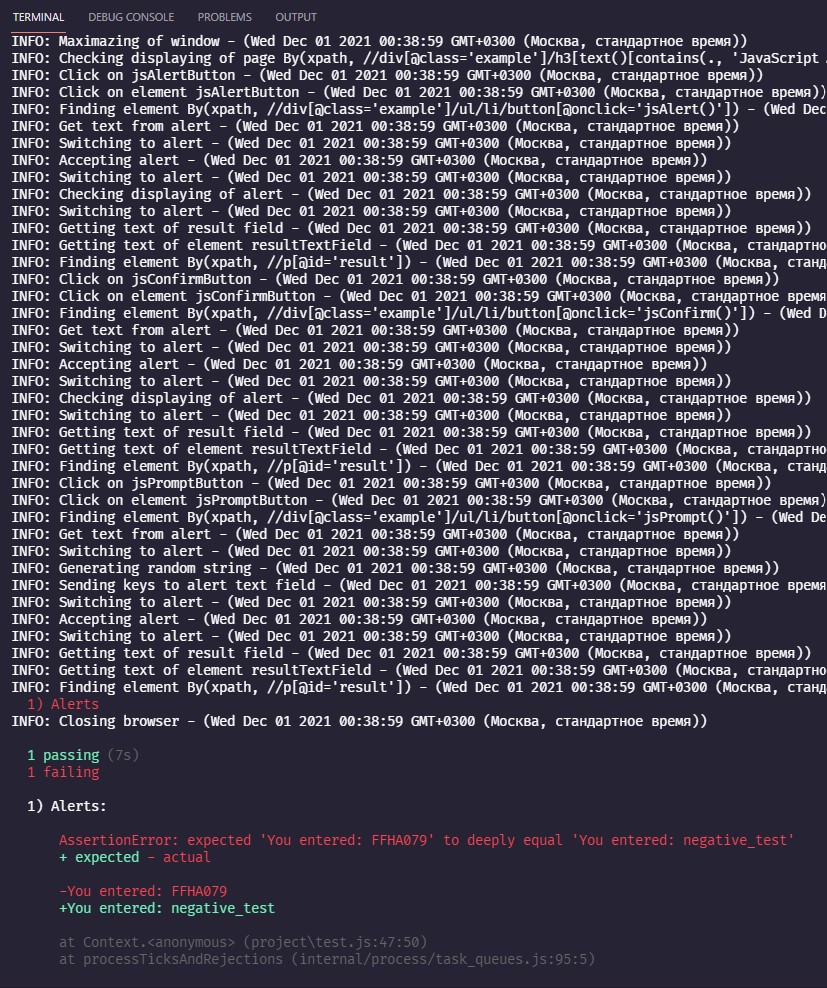 TERMINAL DEBUG CONSOLE PROBLEMS OUTPUT
INFO: Maximazing of window - (Wed Dec 01 2021 00:38:59 GMT+0300 (Москва, стандартное время))
INFO: Checking displaying of page By(xpath, //div[@class='example']/h3[text()[contains(., 'JavaScript
INFO: Click on jsAlertButton - (Wed Dec 01 2021 00:38:59 GMT+0300 (Москва, стандартное время))
INFO: Click on element jsAlertButton - (Wed Dec 01 2021 00:38:59 GMT+0300 (Москва, стандартное время))
INFO: Finding element By(xpath, //div[@class='example']/ul/li/button[@onclick='jsAlert()']) - (Wed Dec
INFO: Get text from alert - (Wed Dec 01 2021 00:38:59 GMT+0300 (Москва, стандартное время))
INFO: Switching to alert - (Wed Dec 01 2021 00:38:59 GMT+0300 (Москва, стандартное время))
INFO: Accepting alert - (Wed Dec 01 2021 00:38:59 GMT+0300 (Москва, стандартное время))
INFO: Switching to alert - (Wed Dec 01 2021 00:38:59 GMT+0300 (Москва, стандартное время))
INFO: Checking displaying of alert - (Wed Dec 01 2021 00:38:59 GMT+0300 (Москва, стандартное время))
INFO: Switching to alert - (Wed Dec 01 2021 00:38:59 GMT+0300 (Москва, стандартное время))
INFO: Getting text of result field - (Wed Dec 01 2021 00:38:59 GMT+0300 (Москва, стандартное время))
INFO: Getting text of element resultTextField - (Wed Dec 01 2021 00:38:59 GMT+0300 (Москва, стандартно
INFO: Finding element By(xpath, //p[@id='result']) - (Wed Dec 01 2021 00:38:59 GMT+0300 (Москва, станд
INFO: Click on jsConfirmButton - (Wed Dec 01 2021 00:38:59 GMT+0300 (Москва, стандартное время))
INFO: Click on element jsConfirmButton - (Wed Dec 01 2021 00:38:59 GMT+0300 (Москва, стандартное время
INFO: Finding element By(xpath, //div[@class='example']/ul/li/button[@onclick='jsConfirm()']) - (Wed D
INFO: Get text from alert - (Wed Dec 01 2021 00:38:59 GMT+0300 (Москва, стандартное время))
INFO: Switching to alert - (Wed Dec 01 2021 00:38:59 GMT+0300 (Москва, стандартное время))
INFO: Accepting alert - (Wed Dec 01 2021 00:38:59 GMT+0300 (Москва, стандартное время))
INFO: Switching to alert - (Wed Dec 01 2021 00:38:59 GMT+0300 (Москва, стандартное время))
INFO: Checking displaying of alert - (Wed Dec 01 2021 00:38:59 GMT+0300 (Москва, стандартное время))
INFO: Switching to alert - (Wed Dec 01 2021 00:38:59 GMT+0300 (Москва, стандартное время))
INFO: Getting text of result field - (Wed Dec 01 2021 00:38:59 GMT+0300 (Москва, стандартное время))
INFO: Getting text of element resultTextField - (Wed Dec 01 2021 00:38:59 GMT+0300 (Москва, стандартно
INFO: Finding element By(xpath, //p[@id='result']) - (Wed Dec 01 2021 00:38:59 GMT+0300 (Москва, станд
INFO: Click on jsPromptButton - (Wed Dec 01 2021 00:38:59 GMT+0300 (Москва, стандартное время))
INFO: Click on element jsPromptButton - (Wed Dec 01 2021 00:38:59 GMT+0300 (Москва, стандартное время)
INFO: Finding element By(xpath, //div[@class='example']/ul/li/button[@onclick='jsPrompt()']) - (Wed De
INFO: Get text from alert - (Wed Dec 01 2021 00:38:59 GMT+0300 (Москва, стандартное время))
INFO: Switching to alert - (Wed Dec 01 2021 00:38:59 GMT+0300 (Москва, стандартное время))
INFO: Generating random string - (Wed Dec 01 2021 00:38:59 GMT+0300 (Москва, стандартное время))
INFO: Sending keys to alert text field - (Wed Dec 01 2021 00:38:59 GMT+0300 (Москва, стандартное время
INFO: Switching to alert - (Wed Dec 01 2021 00:38:59 GMT+0300 (Москва, стандартное время))
INFO: Accepting alert - (Wed Dec 01 2021 00:38:59 GMT+0300 (Москва, стандартное время))
INFO: Switching to alert - (Wed Dec 01 2021 00:38:59 GMT+0300 (Москва, стандартное время))
INFO: Getting text of result field - (Wed Dec 01 2021 00:38:59 GMT+0300 (Москва, стандартное время))
INFO: Getting text of element resultTextField - (Wed Dec 01 2021 00:38:59 GMT+0300 (Москва, стандартно
INFO: Finding element By(xpath, //p[@id='result']) - (Wed Dec 01 2021 00:38:59 GMT+0300 (Москва, станд
1) Alerts
INFO: Closing browser - (Wed Dec 01 2021 00:38:59 GMT+0300 (Москва, стандартное время))
1 passing (7s)
1 failing
1) Alerts:
AssertionError: expected 'You entered: FFHA079' to deeply equal 'You entered: negative_test'
+ expected - actual
-You entered: FFHA079
+You entered: negative_test
at Context.<anonymous> (project\test.js:47:50)
at processTicksAndRejections (internal/process/task_queues.js:95:5)